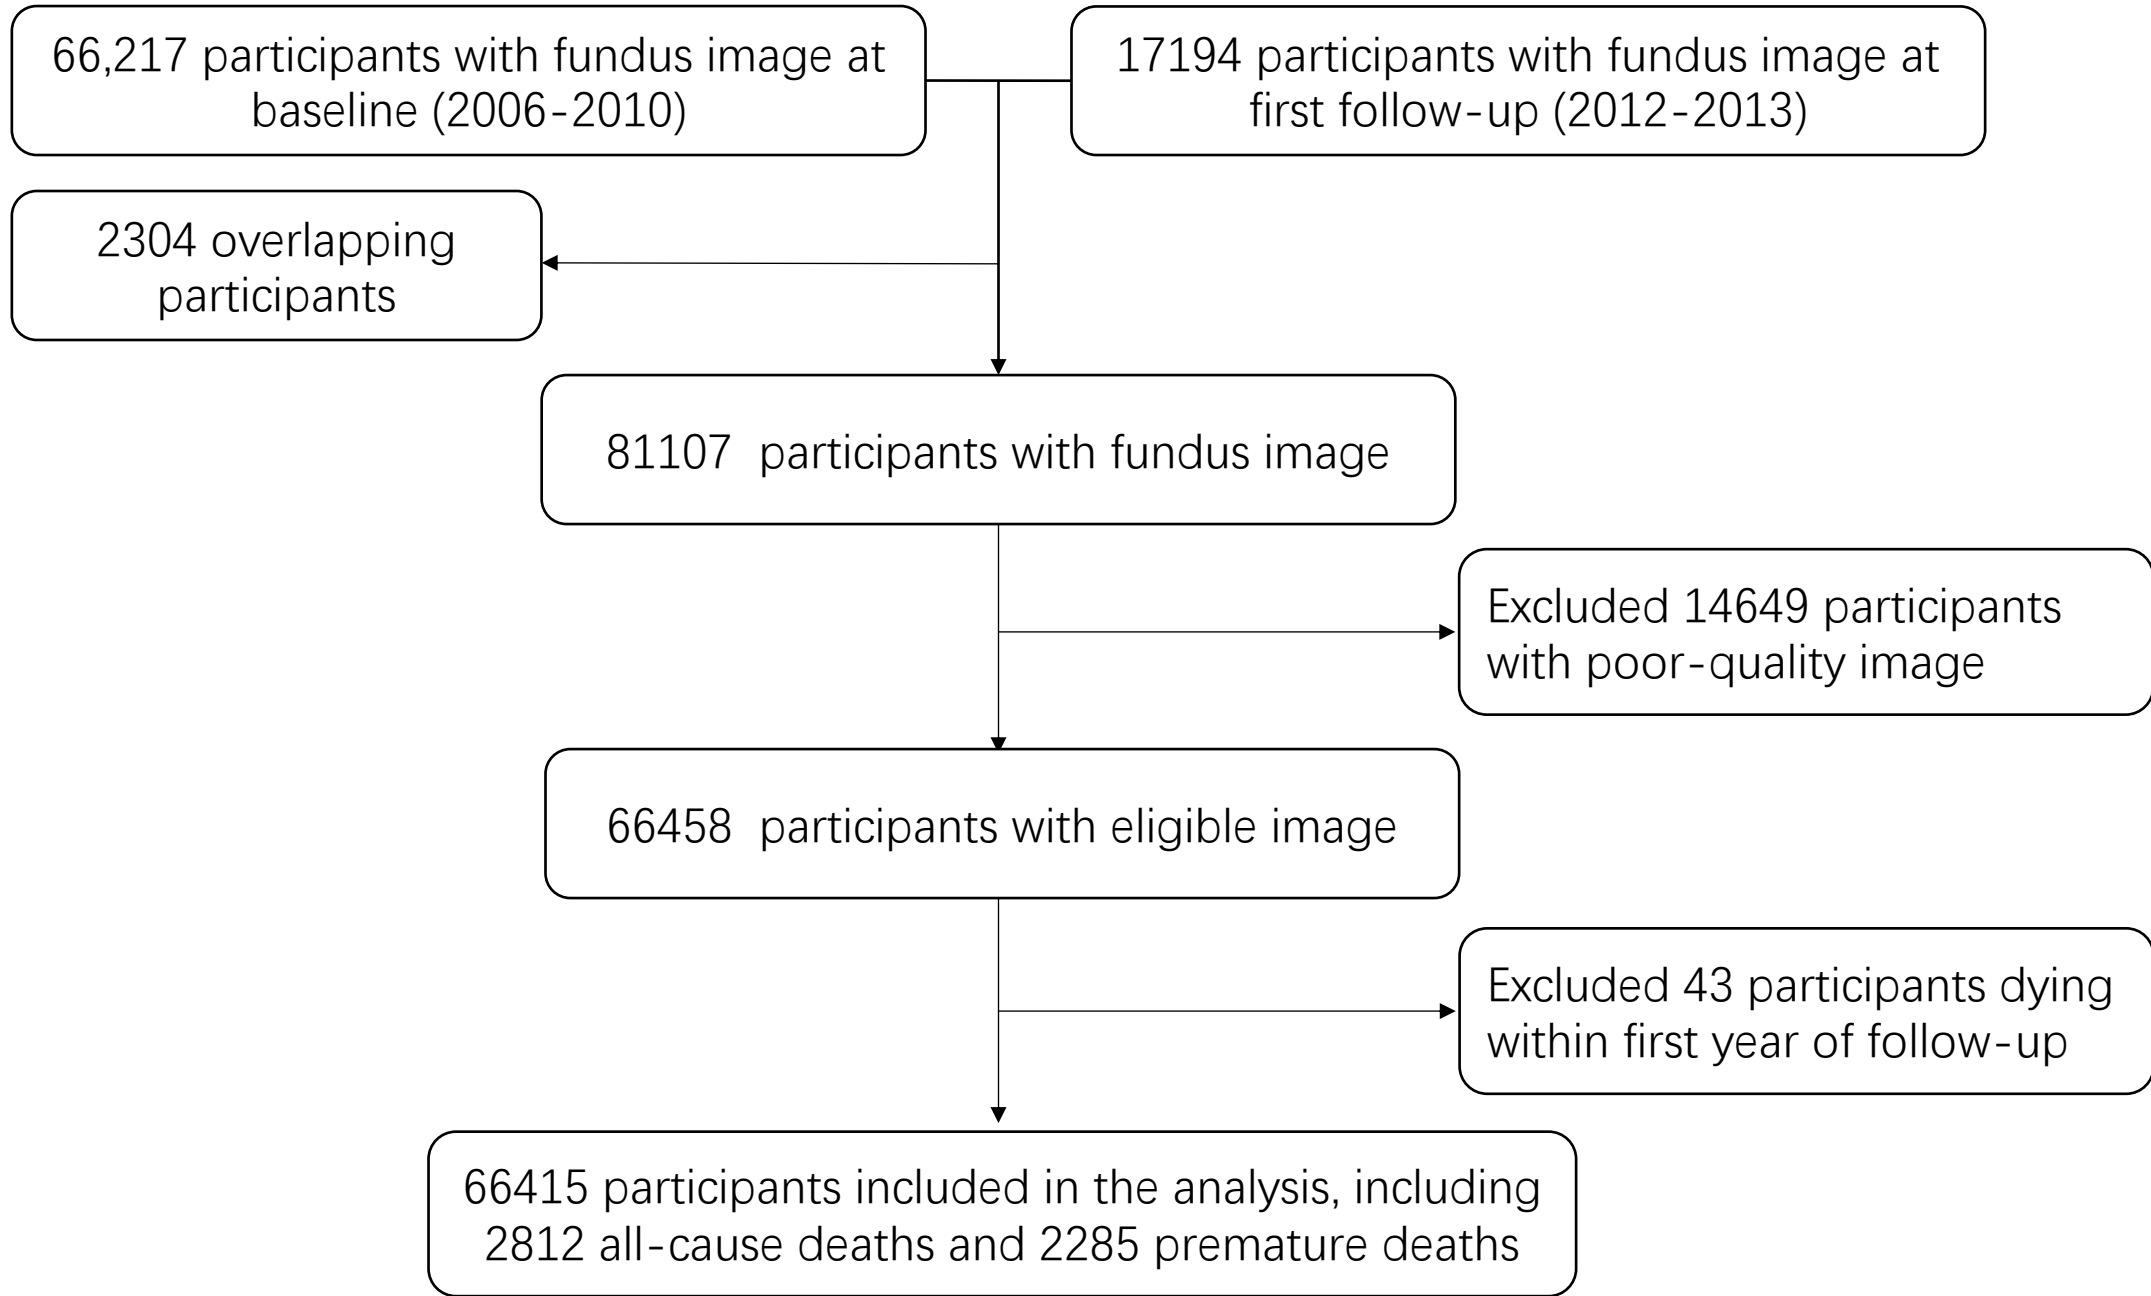 66,217 participants with fundus image at
baseline (2006-2010)
17194 participants with fundus image at
first follow-up (2012-2013)
2304 overlapping
participants
81107 participants with fundus image
Excluded 14649 participants
with poor-quality image
66458 participants with eligible image
Excluded 43 participants dying
within first year of follow-up
66415 participants included in the analysis, including
2812 all-cause deaths and 2285 premature deaths